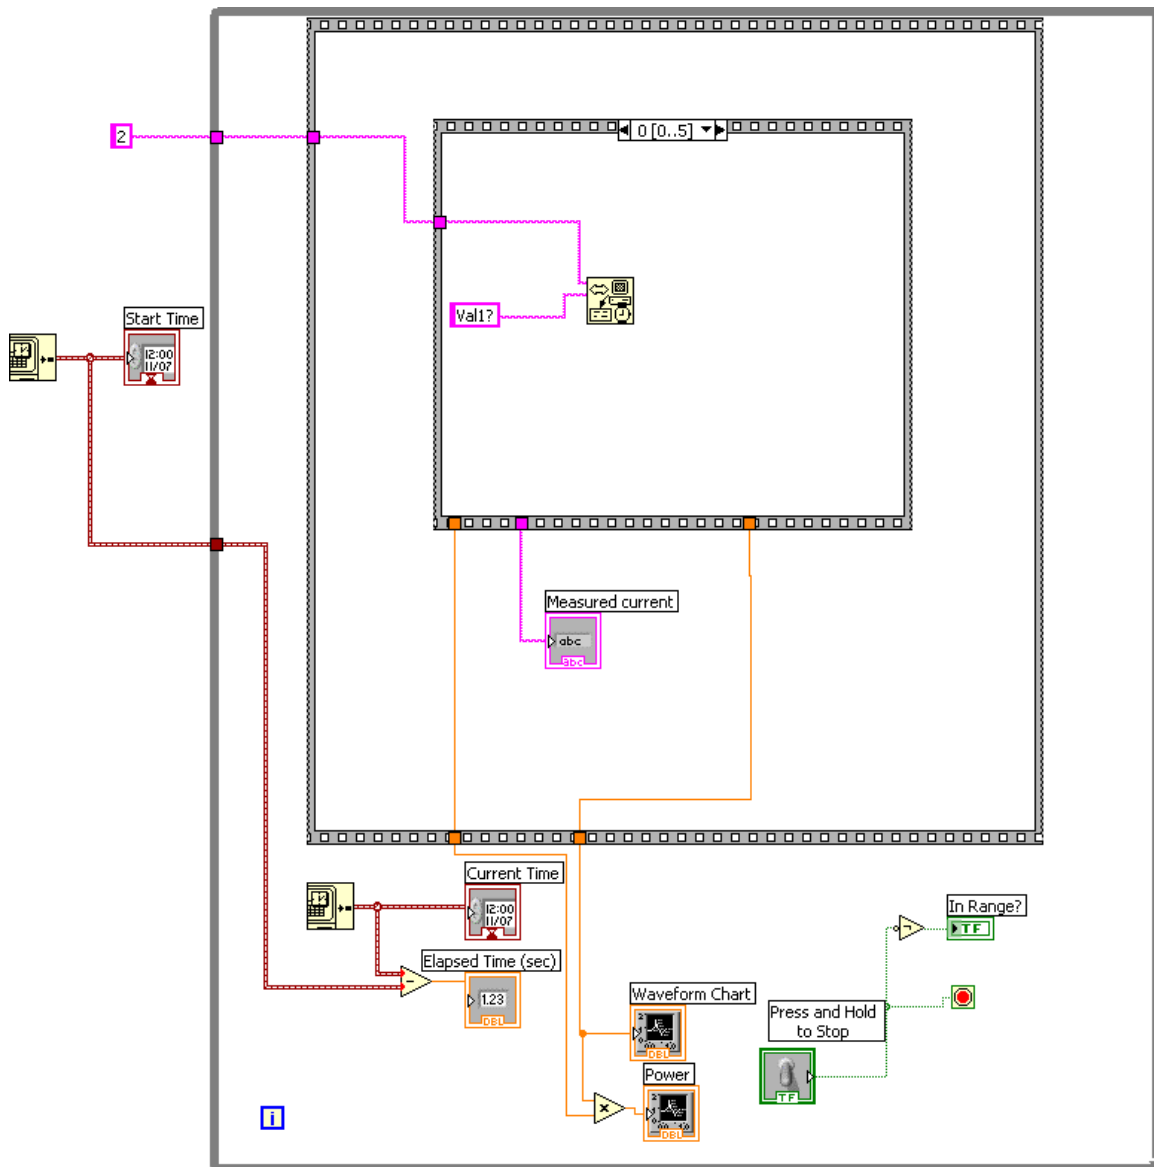 0 [0..5]
2
Val1?
Start Time
12:00
11/07
Measured current
abc
abc
Current Time
12:00
11/07
In Range?
TF
Elapsed Time (sec)
1.23
DBL
Waveform Chart
DBL
Press and Hold
to Stop
TF
Power
DBL
i